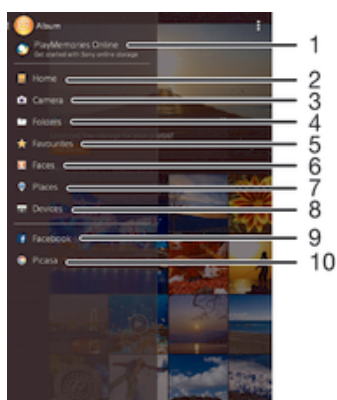 Album
PlayMemories Online 1
Get started with Sony online storage
Home 2
Camera 3
Folders 4
Favourites 5
Faces 6
Places 7
Devices 8
Facebook 9
Picasa 10